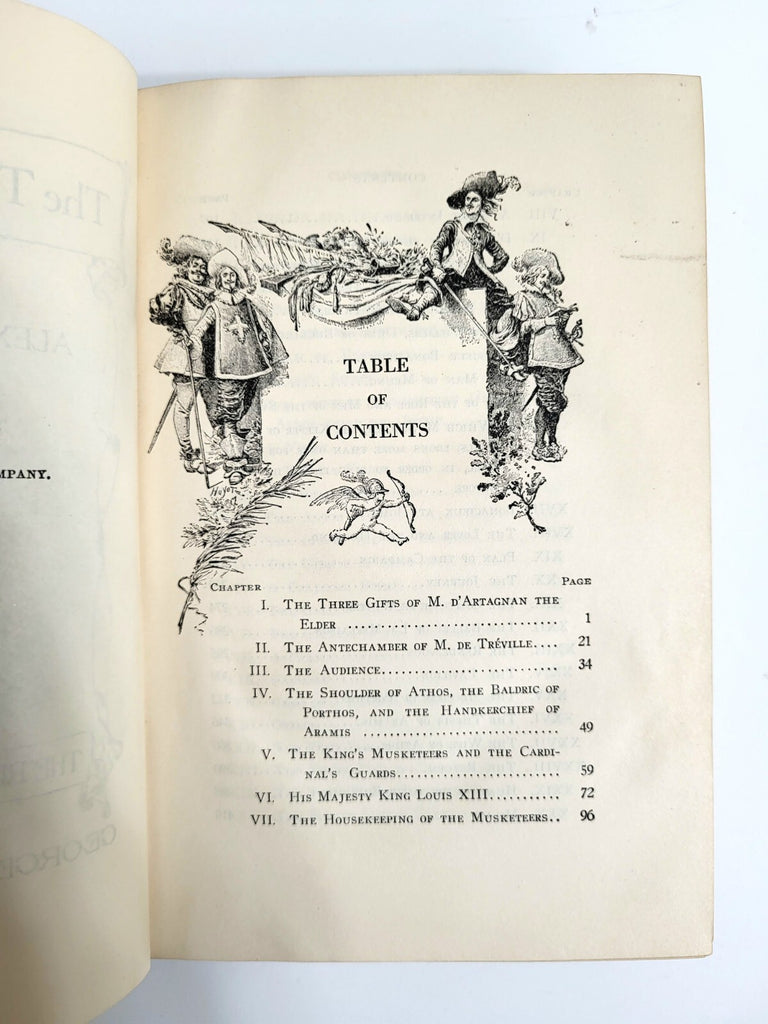 MPANY.
TABLE
OF
CONTENTS
CHAPTER PAGE
I. THE THREE GIFTS OF M. D'ARTAGNAN THE
ELDER .............................. 1
II. THE ANTECHAMBER OF M. DE TRÉVILLE.... 21
III. THE AUDIENCE......................... 34
IV. THE SHOULDER OF ATHOS, THE BALDRIC OF
PORTHOS, AND THE HANDKERCHIEF OF
ARAMIS ............................ 49
V. THE KING'S MUSKETEERS AND THE CARDI-
NAL'S GUARDS....................... 59
VI. HIS MAJESTY KING LOUIS XIII.......... 72
VII. THE HOUSEKEEPING OF THE MUSKETEERS.. 96